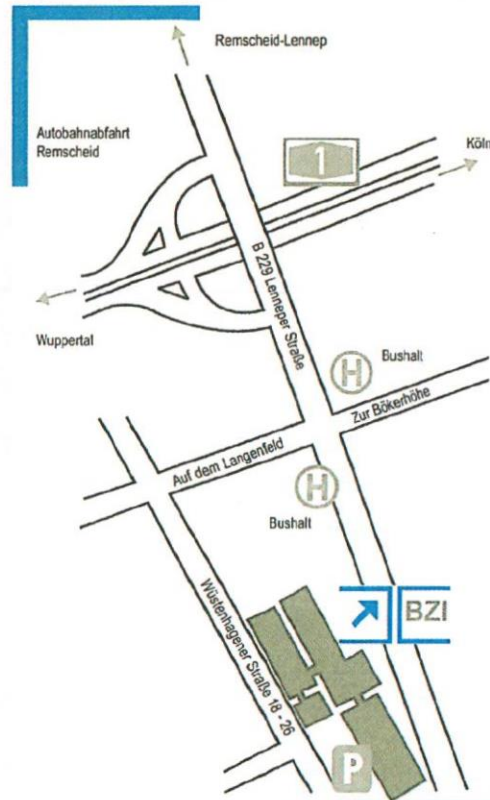 Remscheid-Lennep
Autobahnabfahrt
Remscheid
1
Köln
B 229 Lenneper Straße
Wuppertal
H
Bushalt
Zur Bökerhöhe
Auf dem Langenfeld
H
Bushalt
BZI
Wüstenhagener Straße 18 - 26
P